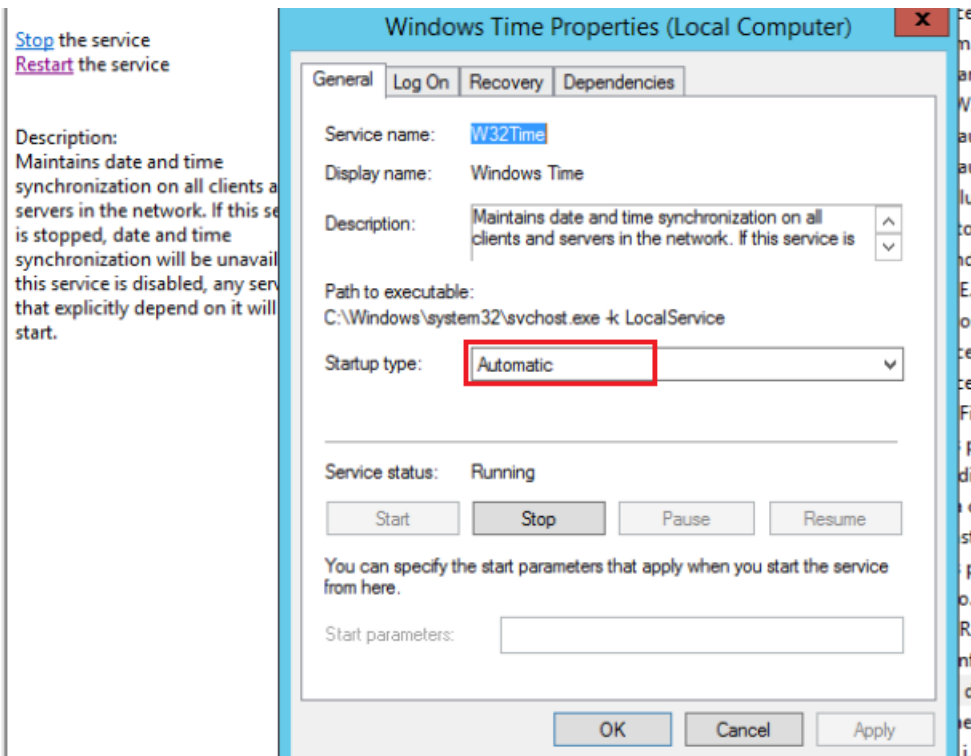 Stop the service
Restart the service
Description:
Maintains date and time
synchronization on all clients a
servers in the network. If this se
is stopped, date and time
synchronization will be unavail
this service is disabled, any serv
that explicitly depend on it will
start.
Windows Time Properties (Local Computer)
x
General Log On Recovery Dependencies
Service name: W32Time
Display name: Windows Time
Description: Maintains date and time synchronization on all
clients and servers in the network. If this service is
Path to executable:
C:\Windows\system32\svchost.exe -k LocalService
Startup type: Automatic
Service status: Running
Start Stop Pause Resume
You can specify the start parameters that apply when you start the service
from here.
Start parameters:
OK Cancel Apply